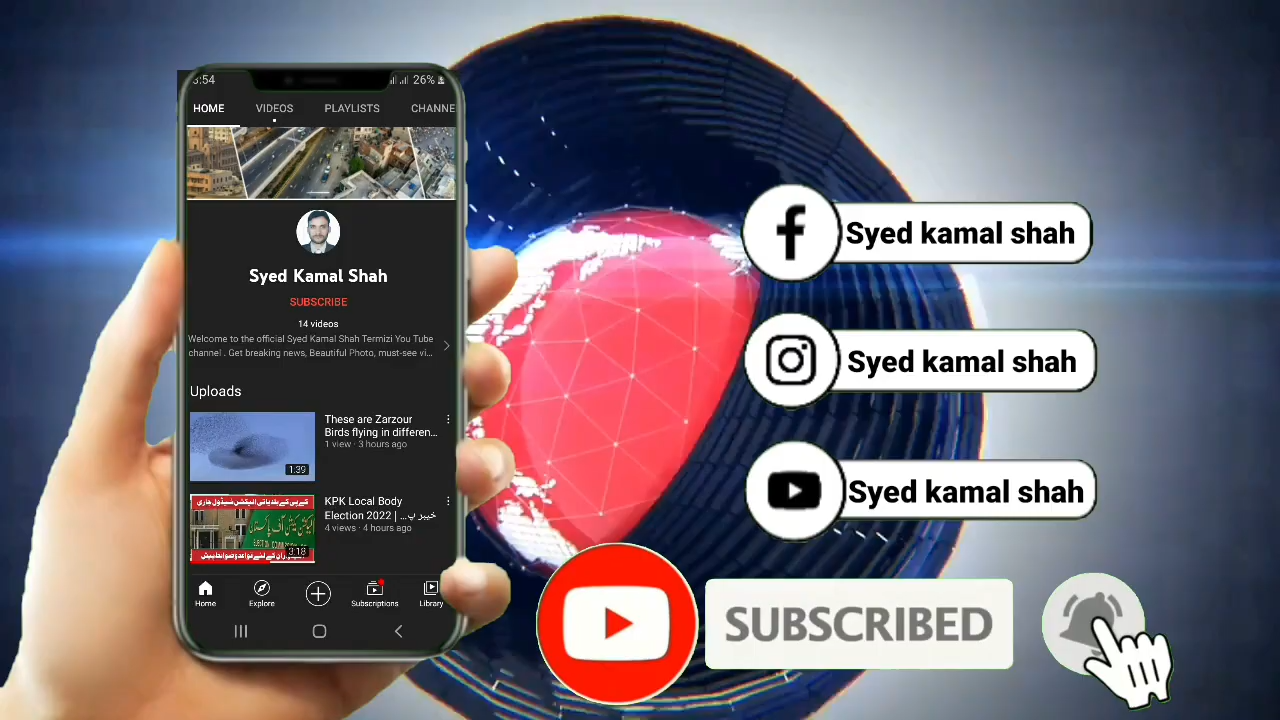 3:54
26%
HOME
VIDEOS
PLAYLISTS
CHANNE
Syed Kamal Shah
SUBSCRIBE
14 videos
Welcome to the official Syed Kamal Shah Termizi You Tube
channel . Get breaking news, Beautiful Photo, must-see vi...
Uploads
These are Zarzour
Birds flying in differen...
1 view · 3 hours ago
1:39
KPK Local Body
Election 2022 | خیبر پ...
4 views · 4 hours ago
3:18
Home
Explore
Subscriptions
Library
Syed kamal shah
Syed kamal shah
Syed kamal shah
SUBSCRIBED